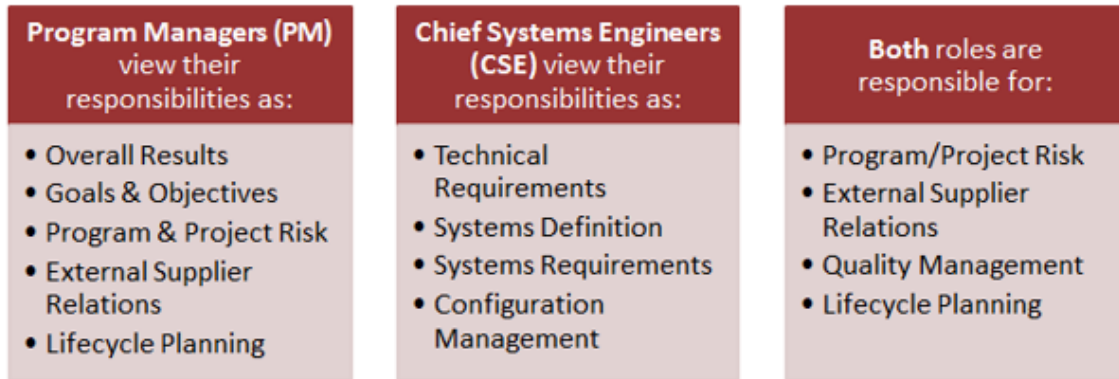 Program Managers (PM)
view their
responsibilities as:
• Overall Results
• Goals & Objectives
• Program & Project Risk
• External Supplier
Relations
• Lifecycle Planning
Chief Systems Engineers
(CSE) view their
responsibilities as:
• Technical
Requirements
• Systems Definition
• Systems Requirements
• Configuration
Management
Both roles are
responsible for:
• Program/Project Risk
• External Supplier
Relations
• Quality Management
• Lifecycle Planning